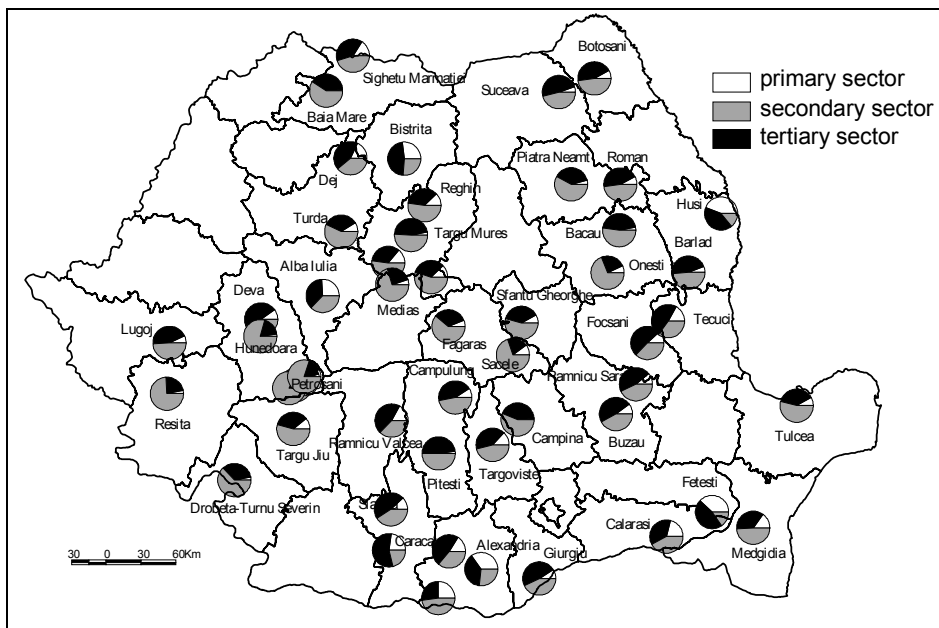 Botosani
Sighetu Marmatiei
Suceava
primary sector
secondary sector
tertiary sector
Baia Mare
Bistrita
Piatra Neamt
Roman
Dej
Reghin
Husi
Turda
Targu Mures
Bacau
Barlad
Alba Iulia
Onesti
Deva
Medias
Sfantu Gheorghe
Focsani
Tecuci
Lugoj
Hunedoara
Fagaras
Sacele
Petrosani
Campulung
Ramnicu Sarat
Resita
Tulcea
Targu Jiu
Ramnicu Valcea
Campina
Buzau
Pitesti
Targoviste
Drobeta-Turnu Severin
Fetesti
Calarasi
Medgidia
Caracal
Alexandria
Giurgiu
30 0 30 60Km